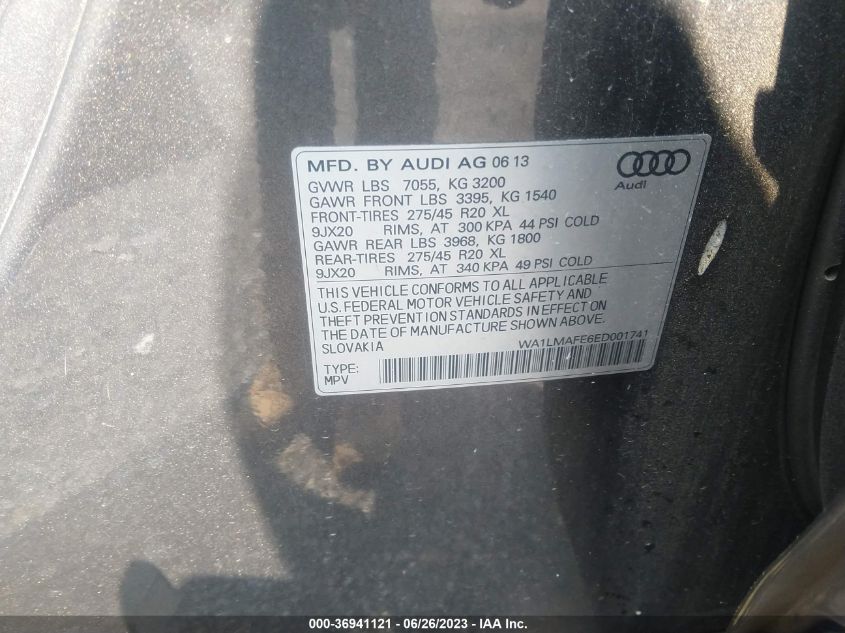 MFD. BY AUDI AG 06 13
Audi
GVWR LBS 7055, KG 3200
GAWR FRONT LBS 3395, KG 1540
FRONT-TIRES 275/45 R20 XL
9JX20 RIMS, AT 300 KPA 44 PSI COLD
GAWR REAR LBS 3968, KG 1800
REAR-TIRES 275/45 R20 XL
9JX20 RIMS, AT 340 KPA 49 PSI COLD
THIS VEHICLE CONFORMS TO ALL APPLICABLE
U.S. FEDERAL MOTOR VEHICLE SAFETY AND
THEFT PREVENTION STANDARDS IN EFFECT ON
THE DATE OF MANUFACTURE SHOWN ABOVE.
SLOVAKIA WA1LMAFE6ED001741
TYPE:
MPV
000-36941121 - 06/26/2023 - IAA Inc.